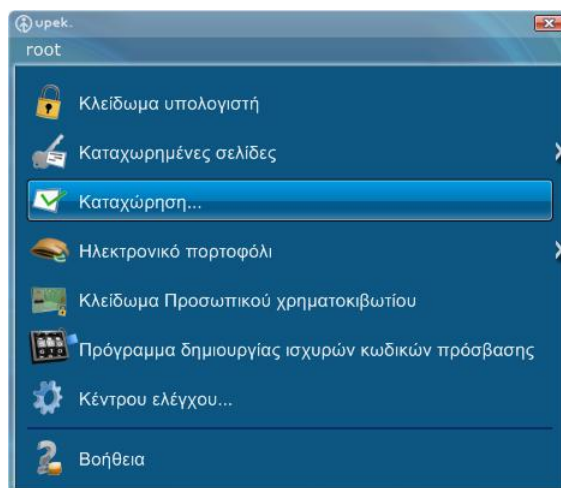 upek.
root
Κλείδωμα υπολογιστή
Καταχωρημένες σελίδες
Καταχώρηση...
Ηλεκτρονικό πορτοφόλι
Κλείδωμα Προσωπικού χρηματοκιβωτίου
Πρόγραμμα δημιουργίας ισχυρών κωδικών πρόσβασης
Κέντρου ελέγχου...
Βοήθεια